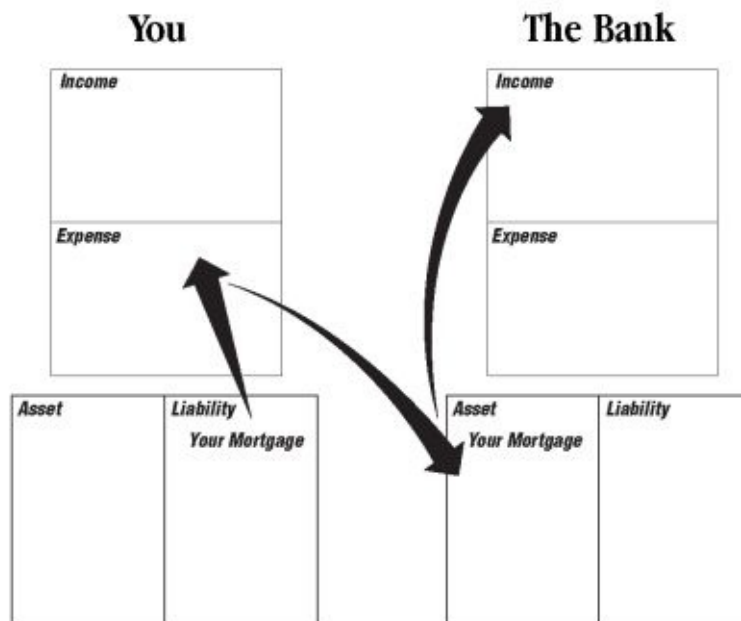 You
Income
Expense
Asset
Liability
Your Mortgage
The Bank
Income
Expense
Asset
Your Mortgage
Liability